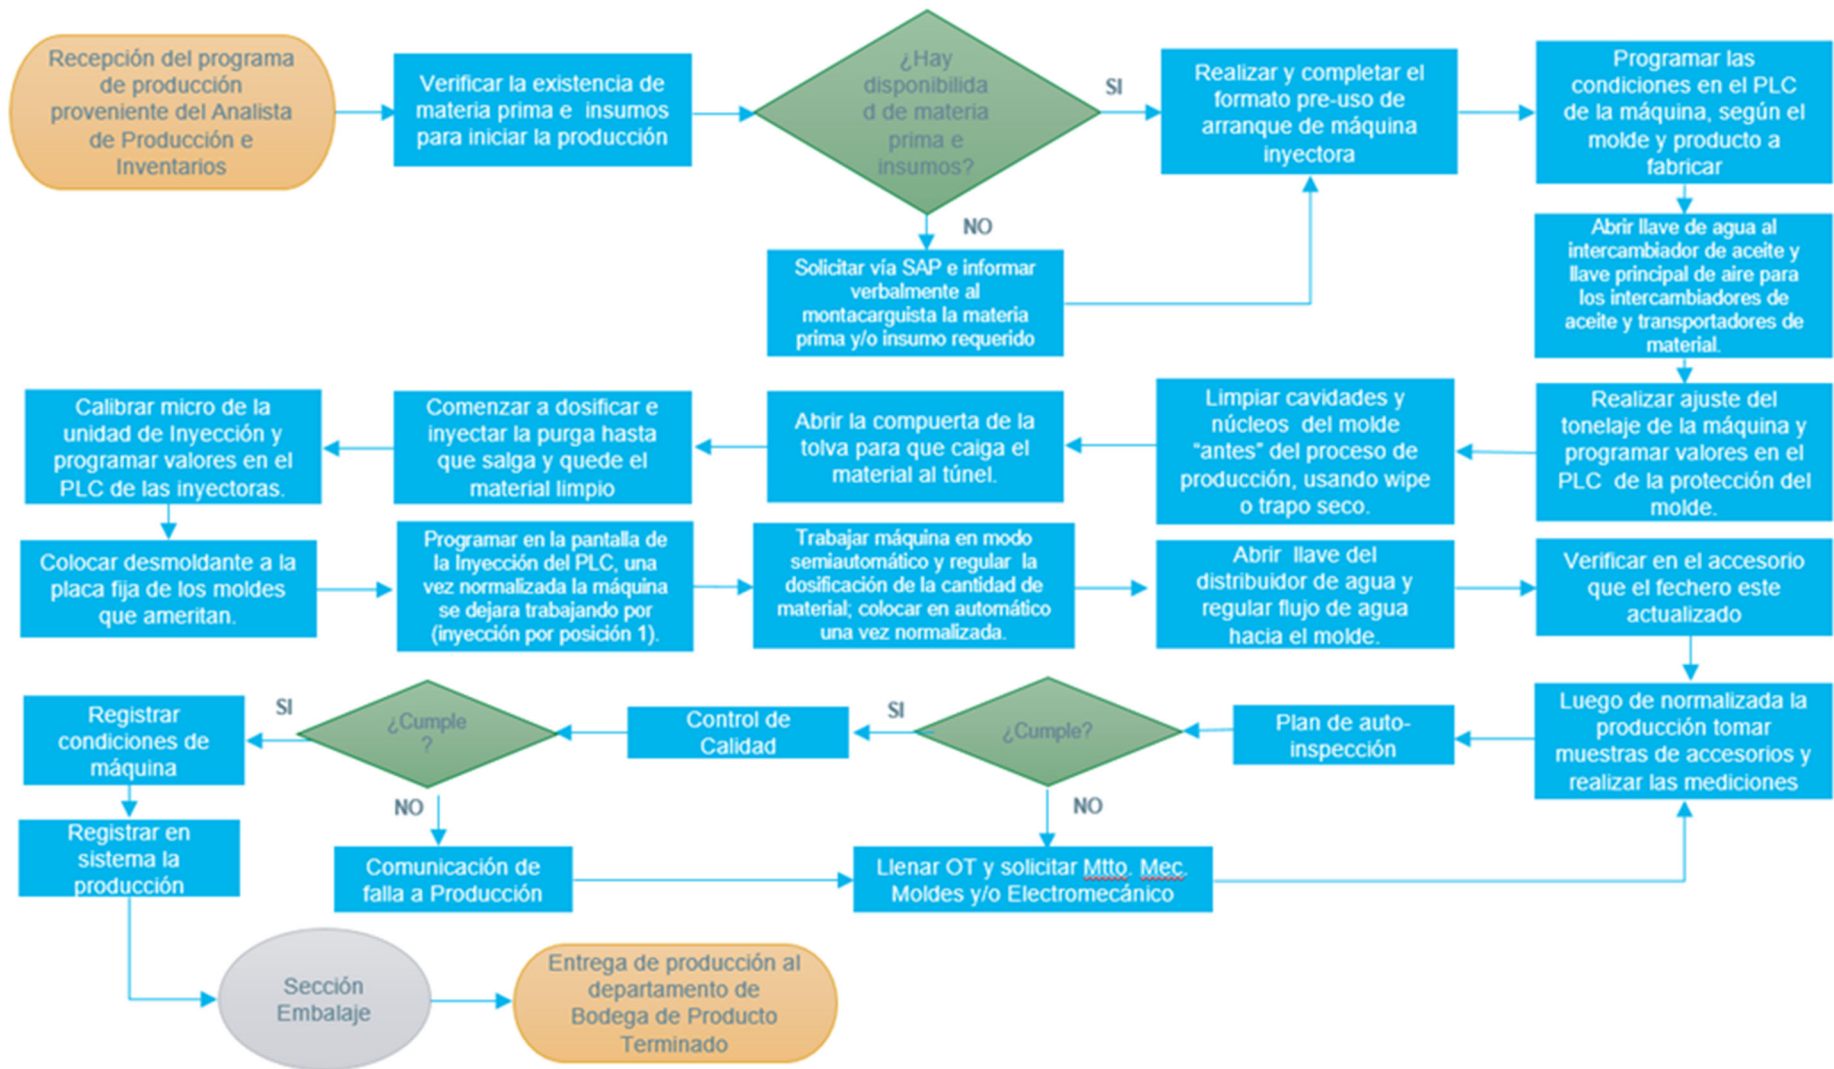 Recepción del programa
de producción
proveniente del Analista
de Producción e
Inventarios
Verificar la existencia de
materia prima e  insumos
para iniciar la producción
¿Hay
disponibilida
d de materia
prima e
insumos?
SI
NO
Solicitar vía SAP e informar
verbalmente al
montacarguista la materia
prima y/o insumo requerido
Realizar y completar el
formato pre-uso de
arranque de máquina
inyectora
Programar las
condiciones en el PLC
de la máquina, según el
molde y producto a
fabricar
Abrir llave de agua al
intercambiador de aceite y
llave principal de aire para
los intercambiadores de
aceite y transportadores de
material.
Realizar ajuste del
tonelaje de la máquina y
programar valores en el
PLC  de la protección del
molde.
Limpiar cavidades y
núcleos  del molde
“antes” del proceso de
producción, usando wipe
o trapo seco.
Abrir la compuerta de la
tolva para que caiga el
material al túnel.
Comenzar a dosificar e
inyectar la purga hasta
que salga y quede el
material limpio
Calibrar micro de la
unidad de Inyección y
programar valores en el
PLC de las inyectoras.
Colocar desmoldante a la
placa fija de los moldes
que ameritan.
Programar en la pantalla de
la Inyección del PLC, una
vez normalizada la máquina
se dejara trabajando por
(inyección por posición 1).
Trabajar máquina en modo
semiautomático y regular  la
dosificación de la cantidad de
material; colocar en automático
una vez normalizada.
Abrir  llave del
distribuidor de agua y
regular flujo de agua
hacia el molde.
Verificar en el accesorio
que el fechero este
actualizado
Luego de normalizada la
producción tomar
muestras de accesorios y
realizar las mediciones
Plan de auto-
inspección
¿Cumple?
SI
NO
Control de
Calidad
¿Cumple
?
SI
NO
Registrar
condiciones de
máquina
Registrar en
sistema la
producción
Comunicación de
falla a Producción
Llenar OT y solicitar Mtto. Mec.
Moldes y/o Electromecánico
Sección
Embalaje
Entrega de producción al
departamento de
Bodega de Producto
Terminado